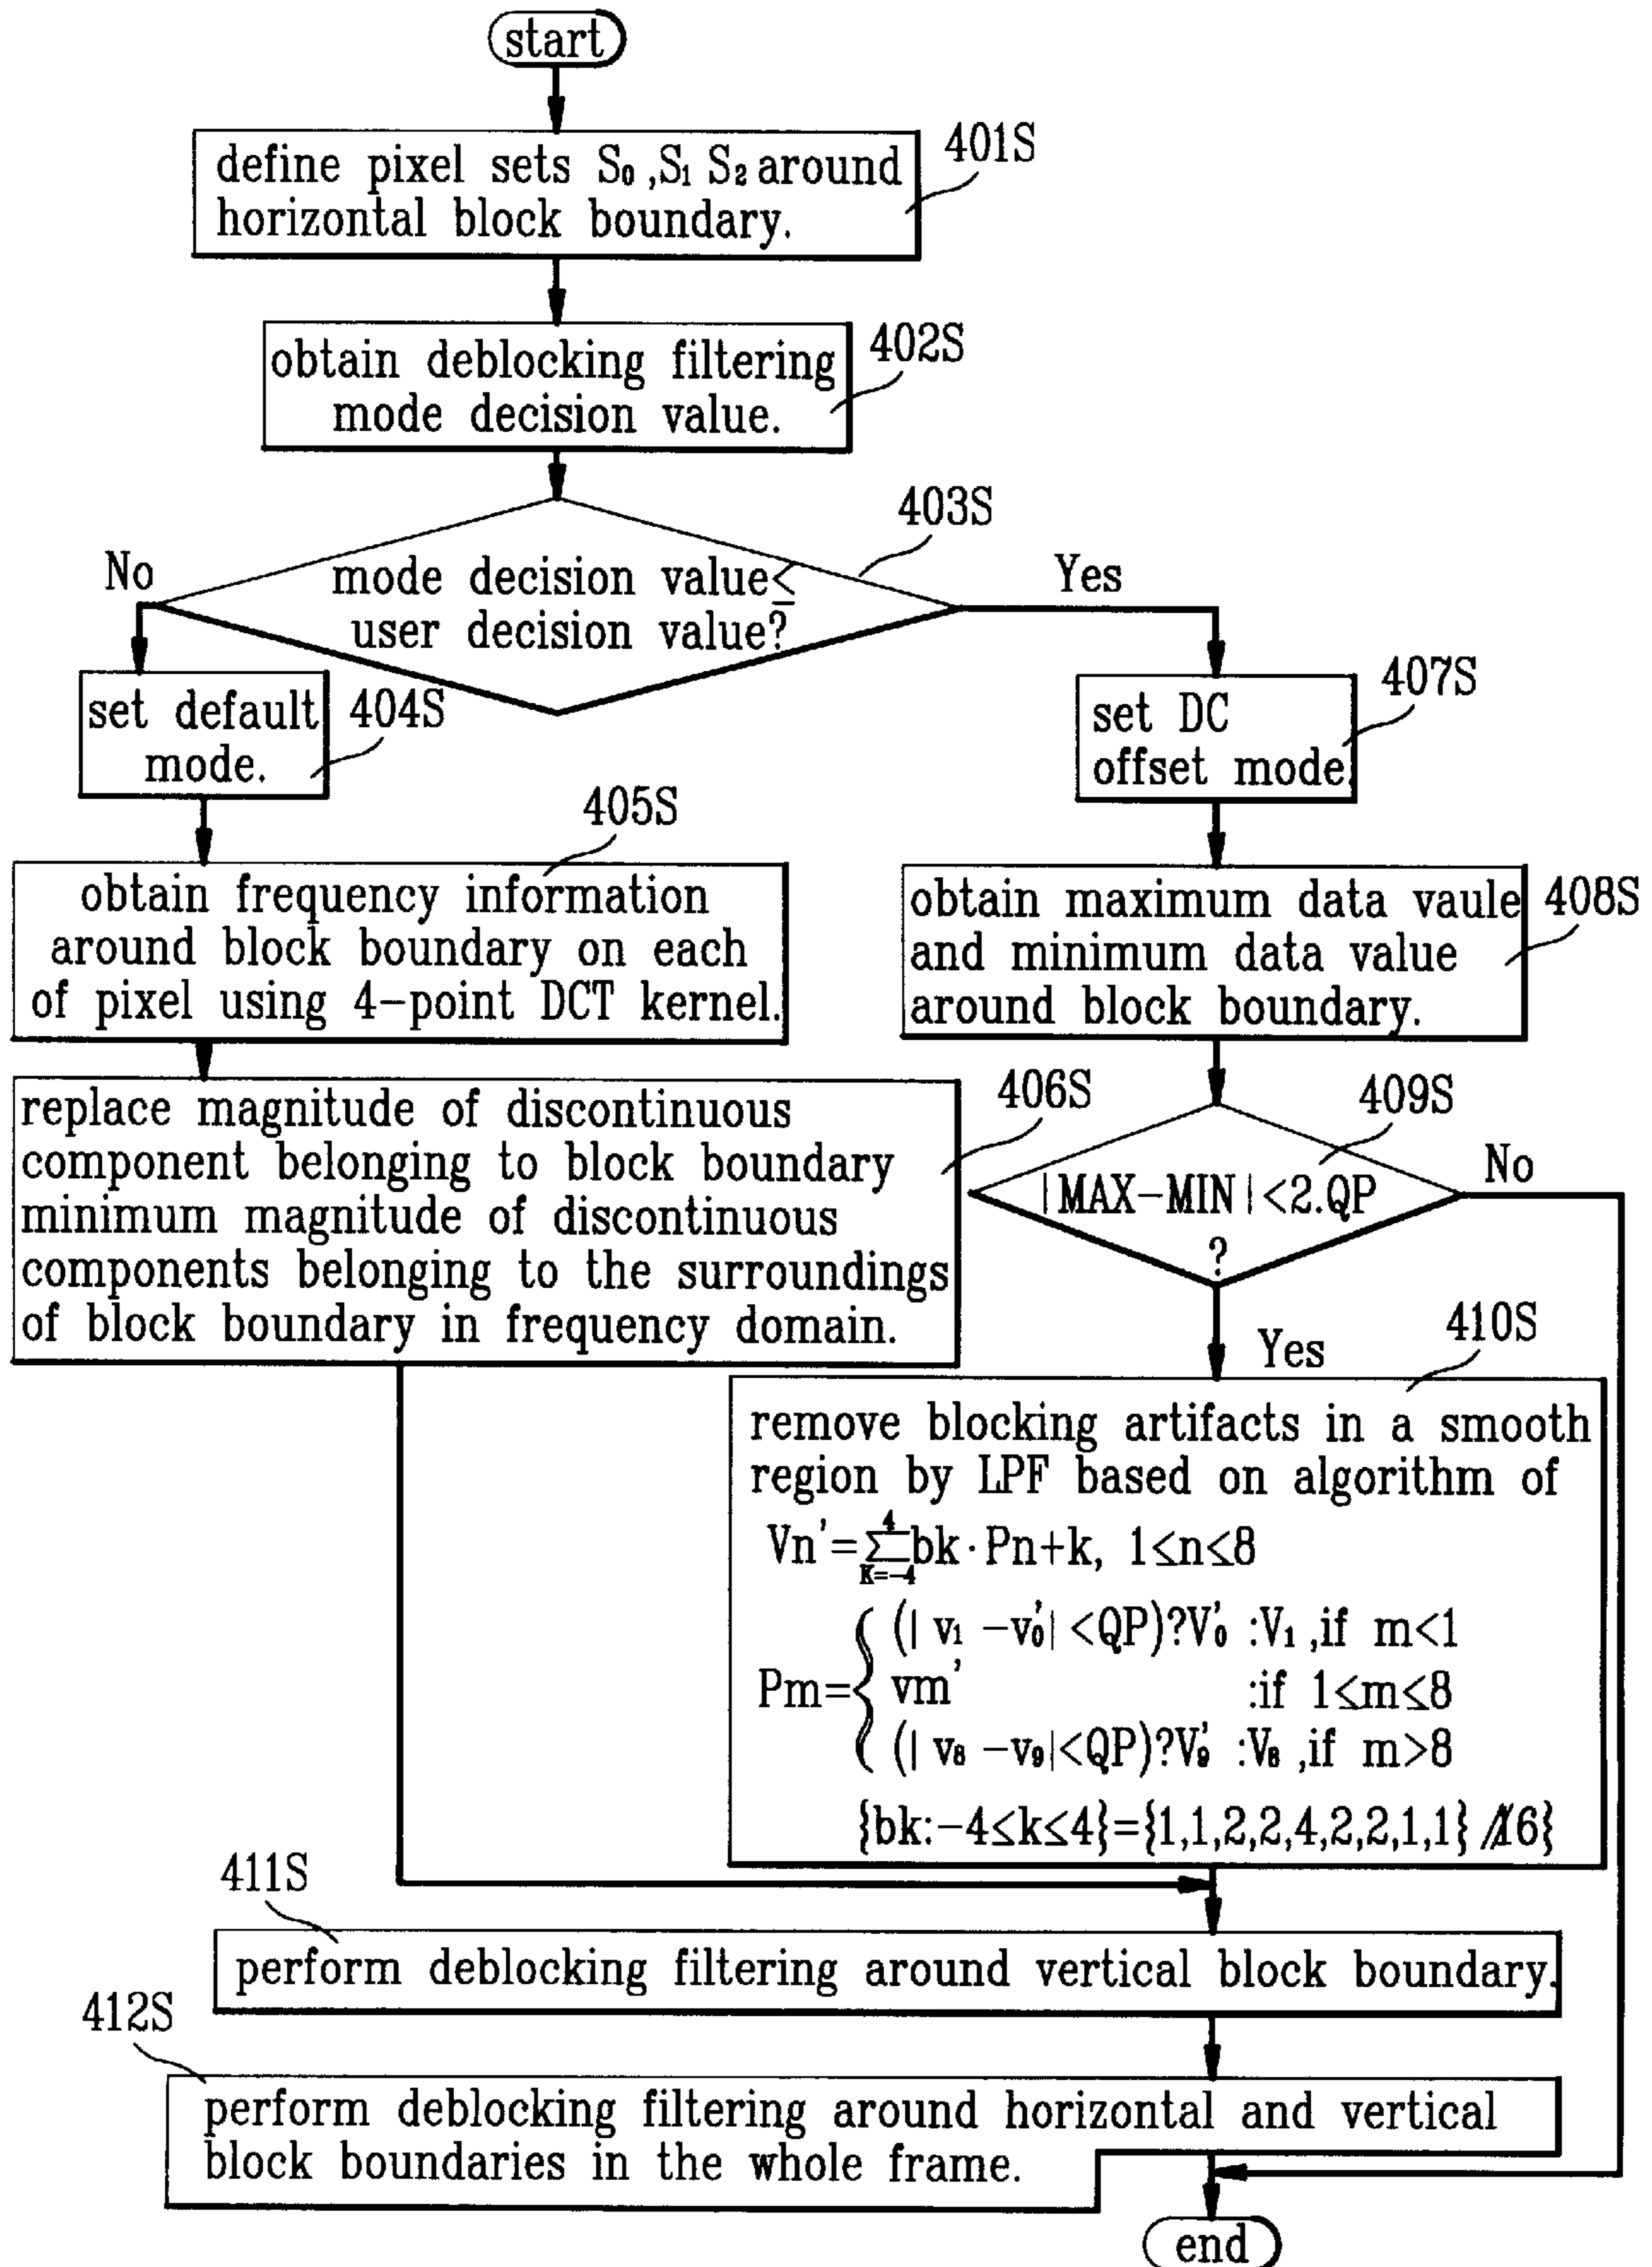 start
define pixel sets S₀ ,S₁ S₂ around
horizontal block boundary.
401S
obtain deblocking filtering
mode decision value.
402S
403S
mode decision value≤
user decision value?
No
Yes
set default
mode.
404S
set DC
offset mode.
407S
405S
obtain frequency information
around block boundary on each
of pixel using 4-point DCT kernel.
obtain maximum data vaule
and minimum data value
around block boundary.
408S
replace magnitude of discontinuous
component belonging to block boundary
minimum magnitude of discontinuous
components belonging to the surroundings
of block boundary in frequency domain.
406S
409S
|MAX-MIN|<2.QP
?
No
Yes
410S
remove blocking artifacts in a smooth
region by LPF based on algorithm of
Vn'=∑bk·Pn+k, 1≤n≤8
4
K=-4
Pm={
(| v₁ -v₀'| <QP)?V₀' :V₁ ,if m<1
vm' :if 1≤m≤8
(| v₈ -v₉|<QP)?V₉' :V₈ ,if m>8
{bk:-4≤k≤4}={1,1,2,2,4,2,2,1,1} //16}
411S
perform deblocking filtering around vertical block boundary.
412S
perform deblocking filtering around horizontal and vertical
block boundaries in the whole frame.
end